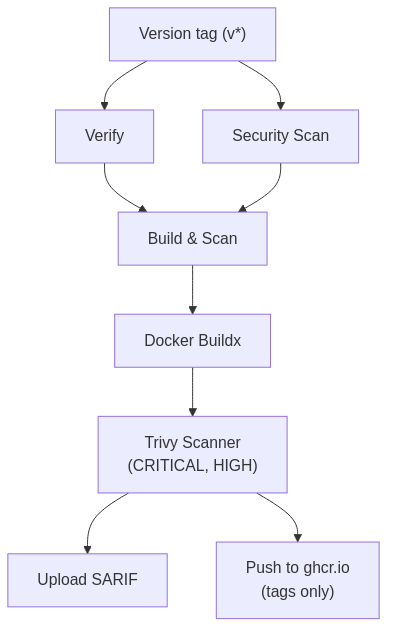 Version tag (v*)
Verify
Security Scan
Build & Scan
Docker Buildx
Trivy Scanner
(CRITICAL, HIGH)
Upload SARIF
Push to ghcr.io
(tags only)